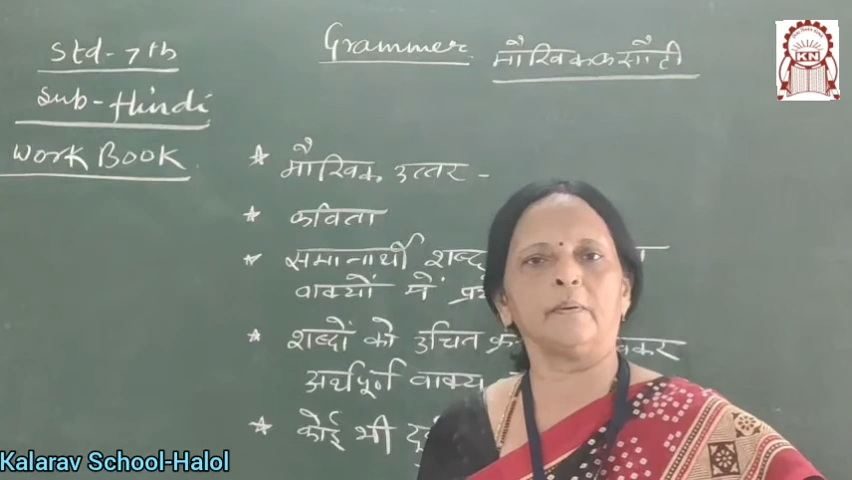 Std-7th
Sub-Hindi
Work Book
Grammer
मौखिक कसौटी
* मौखिक उत्तर -
* कविता
* समानार्थी शब्द
वाक्यों में
* शब्दों को उचित
अर्थपूर्ण वाक्य
* कोई भी
KN
Kalarav School-Halol